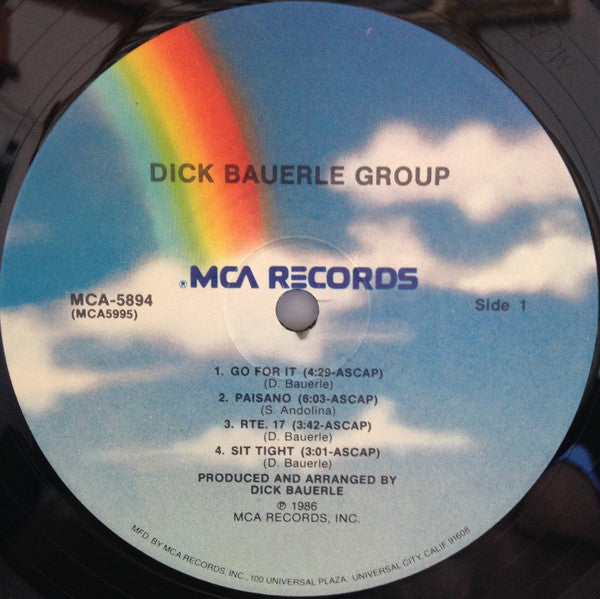 DICK BAUERLE GROUP
®MCA RECORDS
MCA-5894
(MCA5995)
Side 1
1. GO FOR IT (4:29-ASCAP)
(D. Bauerle)
2. PAISANO (6:03-ASCAP)
(S. Andolina)
3. RTE. 17 (3:42-ASCAP)
(D. Bauerle)
4. SIT TIGHT (3:01-ASCAP)
(D. Bauerle)
PRODUCED AND ARRANGED BY
DICK BAUERLE
℗ 1986
MCA RECORDS, INC.
MFD. BY MCA RECORDS, INC., 100 UNIVERSAL PLAZA, UNIVERSAL CITY, CALIF. 91608